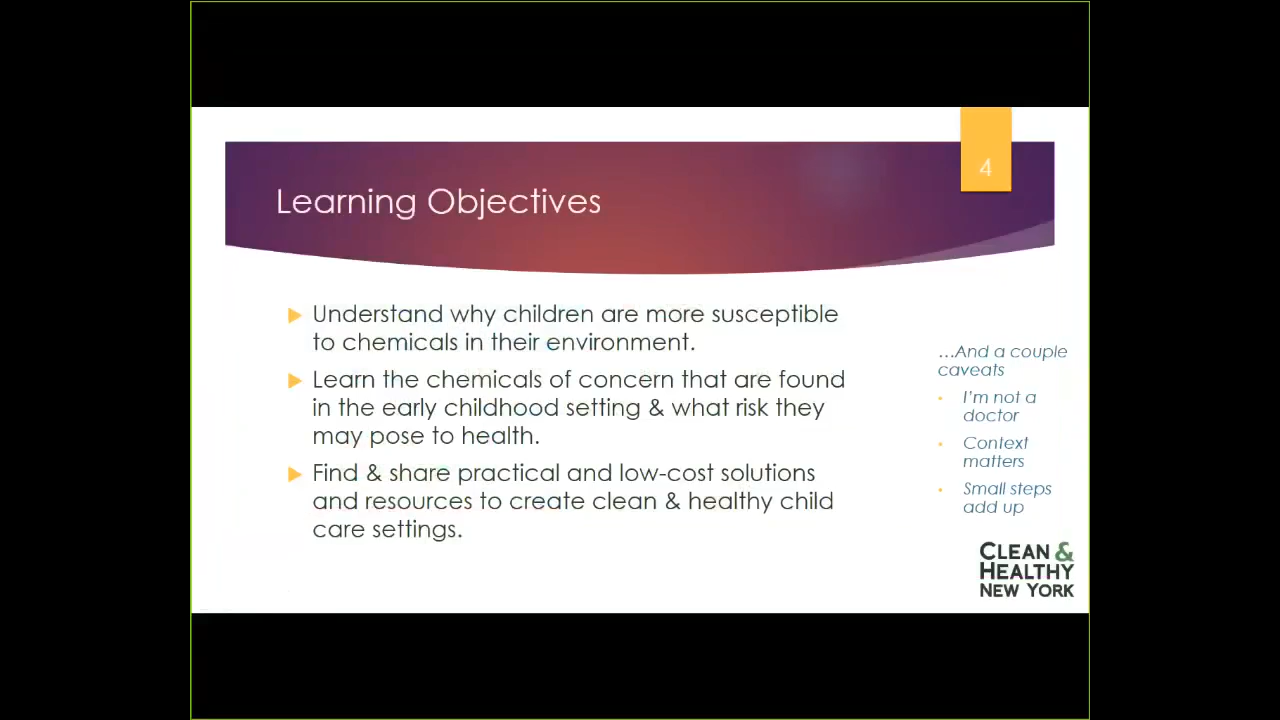 4
Learning Objectives
Understand why children are more susceptible
to chemicals in their environment.
Learn the chemicals of concern that are found
in the early childhood setting & what risk they
may pose to health.
Find & share practical and low-cost solutions
and resources to create clean & healthy child
care settings.
...And a couple
caveats
• I'm not a
doctor
• Context
matters
• Small steps
add up
CLEAN &
HEALTHY
NEW YORK